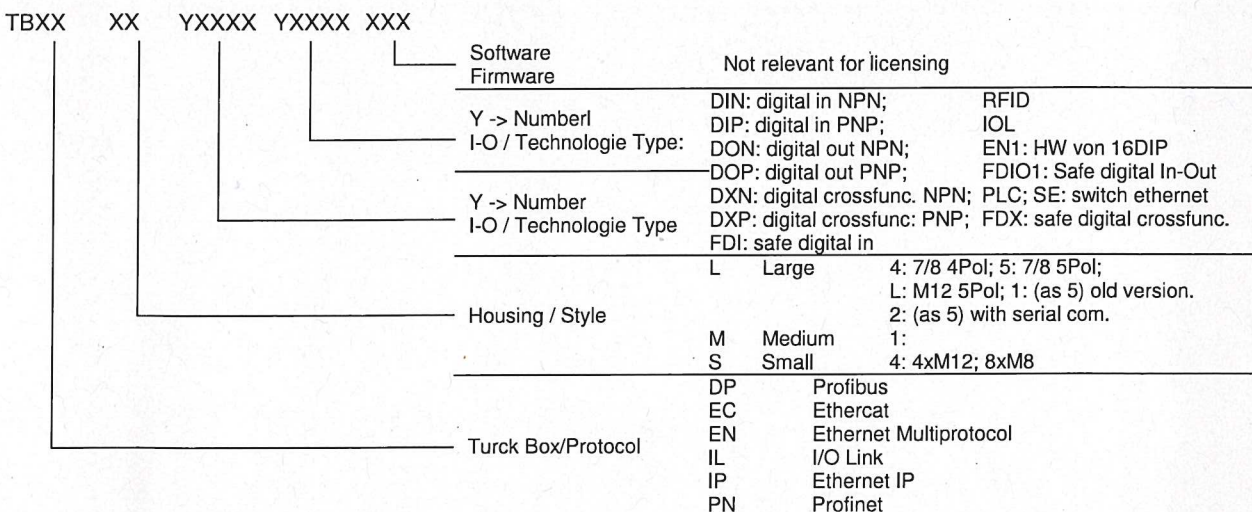 TBXX XX YXXXX YXXXX XXX
Software
Firmware
Not relevant for licensing
Y -> Numberl
I-O / Technologie Type:
DIN: digital in NPN; RFID
DIP: digital in PNP; IOL
DON: digital out NPN; EN1: HW von 16DIP
DOP: digital out PNP; FDIO1: Safe digital In-Out
Y -> Number
I-O / Technologie Type
DXN: digital crossfunc. NPN; PLC; SE: switch ethernet
DXP: digital crossfunc: PNP; FDX: safe digital crossfunc.
FDI: safe digital in
Housing / Style
L Large 4: 7/8 4Pol; 5: 7/8 5Pol;
L: M12 5Pol; 1: (as 5) old version.
2: (as 5) with serial com.
M Medium 1:
S Small 4: 4xM12; 8xM8
Turck Box/Protocol
DP Profibus
EC Ethercat
EN Ethernet Multiprotocol
IL I/O Link
IP Ethernet IP
PN Profinet